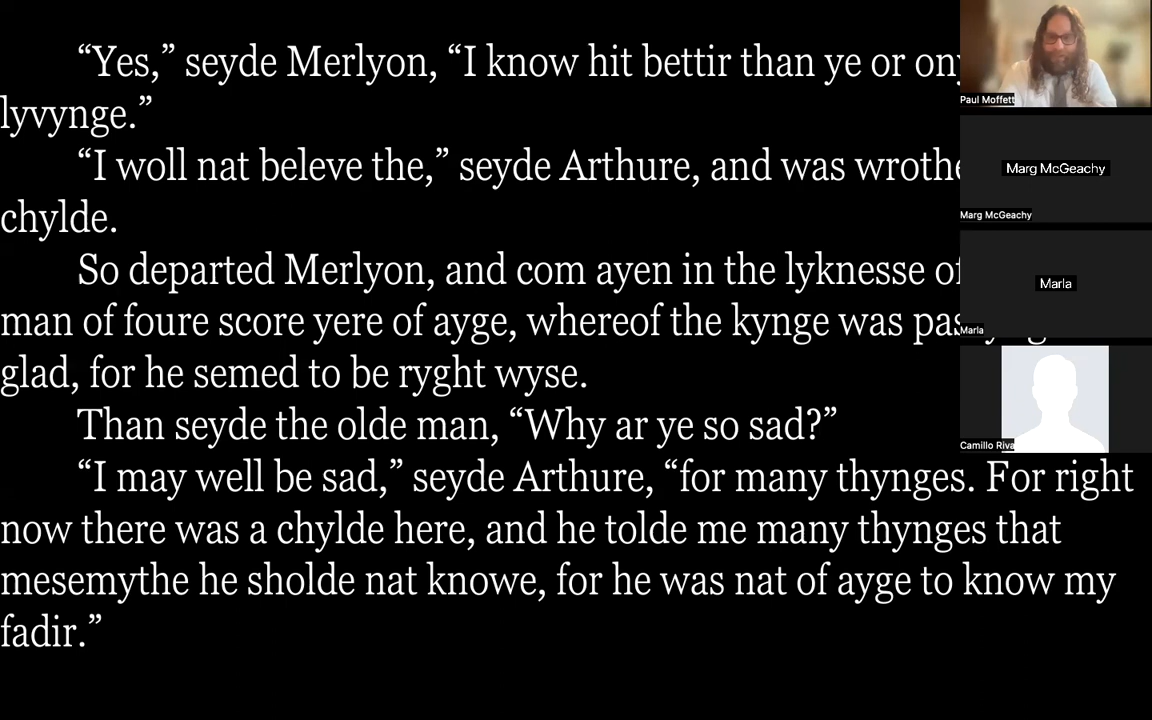 “Yes,” seyde Merlyon, “I know hit bettir than ye or
lyvynge.”
“I woll nat beleve the,” seyde Arthure, and was
chylde.
So departed Merlyon, and com ayen in the lyknesse
man of foure score yere of ayge, whereof the kynge was
glad, for he semed to be ryght wyse.
Than seyde the olde man, “Why ar ye so sad?”
“I may well be sad,” seyde Arthure, “for many thynges. For right
now there was a chylde here, and he tolde me many thynges that
mesemythe he sholde nat knowe, for he was nat of ayge to know my
fadir.”
Paul Moffett
Marg McGeachy
Marg McGeachy
Marla
Marla
Camillo Riva